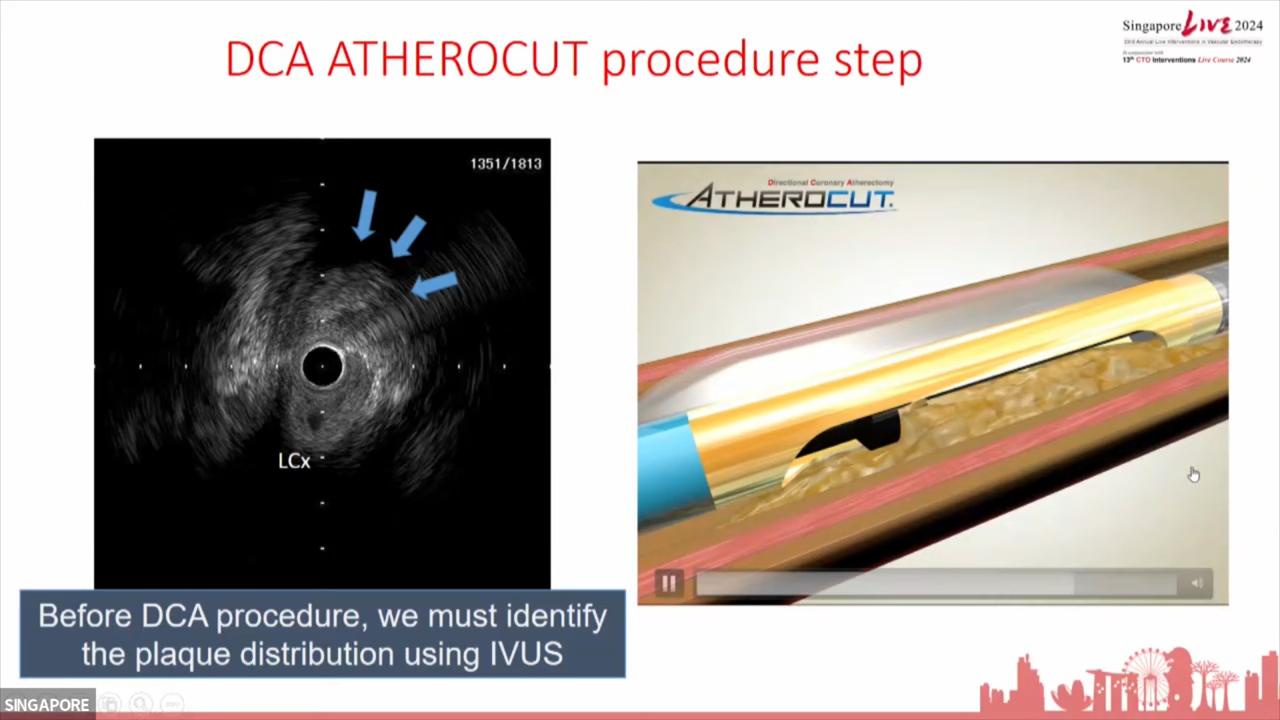 DCA ATHEROCUT procedure step
Singapore LIVE 2024
13th CTO Interventions Live Course 2024
1351/1813
LCx
Directional Coronary Atherectomy
ATHEROCUT.
Before DCA procedure, we must identify
the plaque distribution using IVUS
SINGAPORE